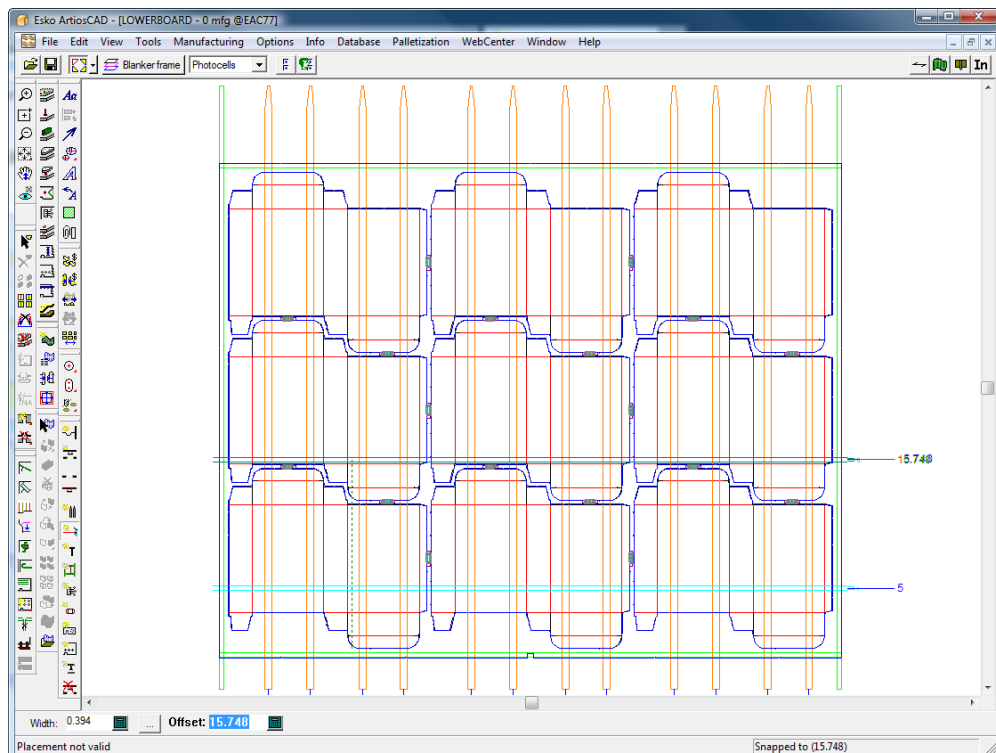 Esko ArtiosCAD - [LOWERBOARD - 0 mfg @EAC77]
File Edit View Tools Manufacturing Options Info Database Palletization WebCenter Window Help
Blanker frame Photocells In
15.748
5
Width: 0.394 ... Offset: 15.748
Placement not valid Snapped to (15.748)